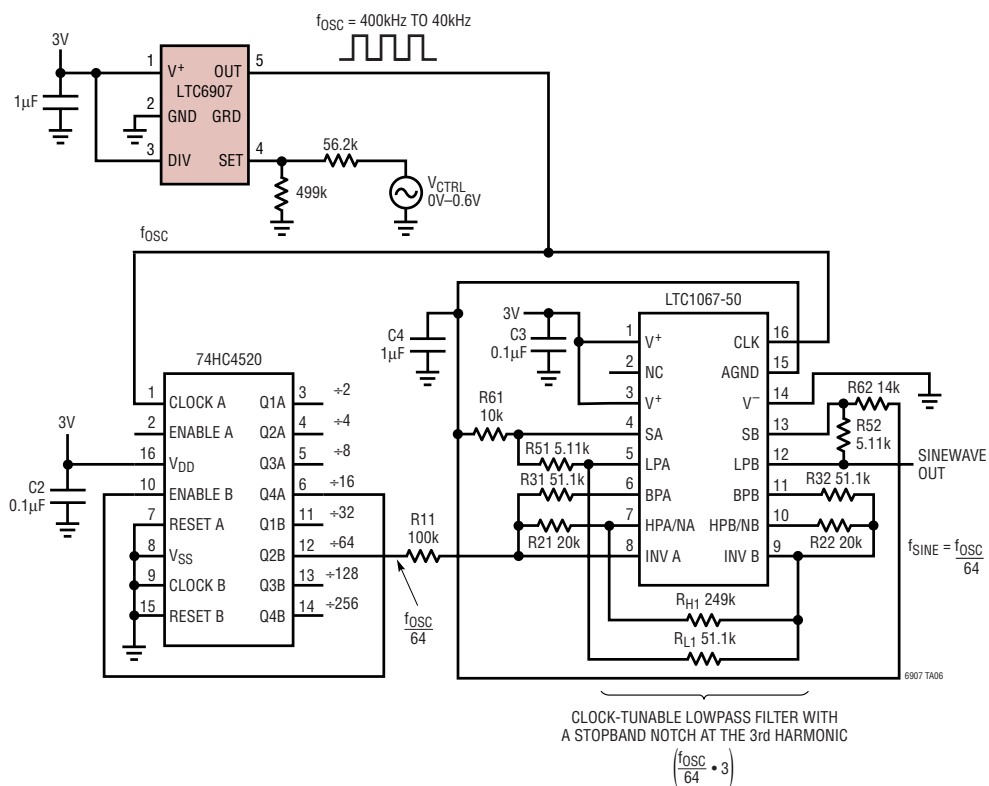 fOSC = 400kHz TO 40kHz
3V
1µF
1
V+
OUT
5
LTC6907
2
GND
GRD
3
DIV
SET
4
56.2k
499k
VCTRL
0V–0.6V
fOSC
74HC4520
1
CLOCK A
Q1A
3
÷2
2
ENABLE A
Q2A
4
÷4
3V
16
VDD
Q3A
5
÷8
10
ENABLE B
Q4A
6
÷16
C2
0.1µF
7
RESET A
Q1B
11
÷32
8
VSS
Q2B
12
÷64
9
CLOCK B
Q3B
13
÷128
15
RESET B
Q4B
14
÷256
R11
100k
fOSC
64
LTC1067-50
C4
1µF
3V
C3
0.1µF
1
V+
CLK
16
2
NC
AGND
15
3
V+
V−
14
R62 14k
R61
10k
4
SA
SB
13
R52
5.11k
R51 5.11k
5
LPA
LPB
12
SINEWAVE
OUT
R31 51.1k
6
BPA
BPB
11
R32 51.1k
7
HPA/NA
HPB/NB
10
R21 20k
R22 20k
8
INV A
INV B
9
fSINE = fOSC
64
RH1 249k
RL1 51.1k
6907 TA06
CLOCK-TUNABLE LOWPASS FILTER WITH
A STOPBAND NOTCH AT THE 3rd HARMONIC
(fOSC
64 • 3)